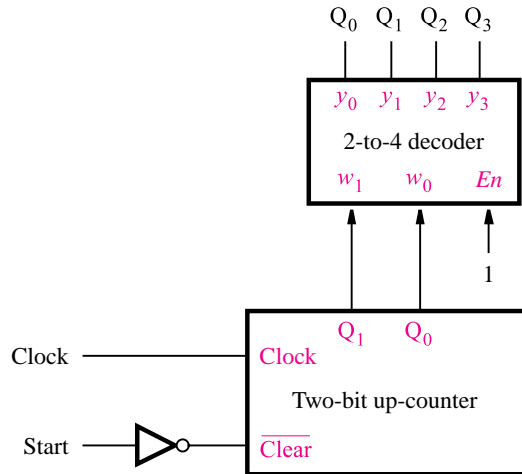 Q0 Q1 Q2 Q3
y0 y1 y2 y3
2-to-4 decoder
w1 w0 En
1
Q1 Q0
Clock Clock
Two-bit up-counter
Start Clear